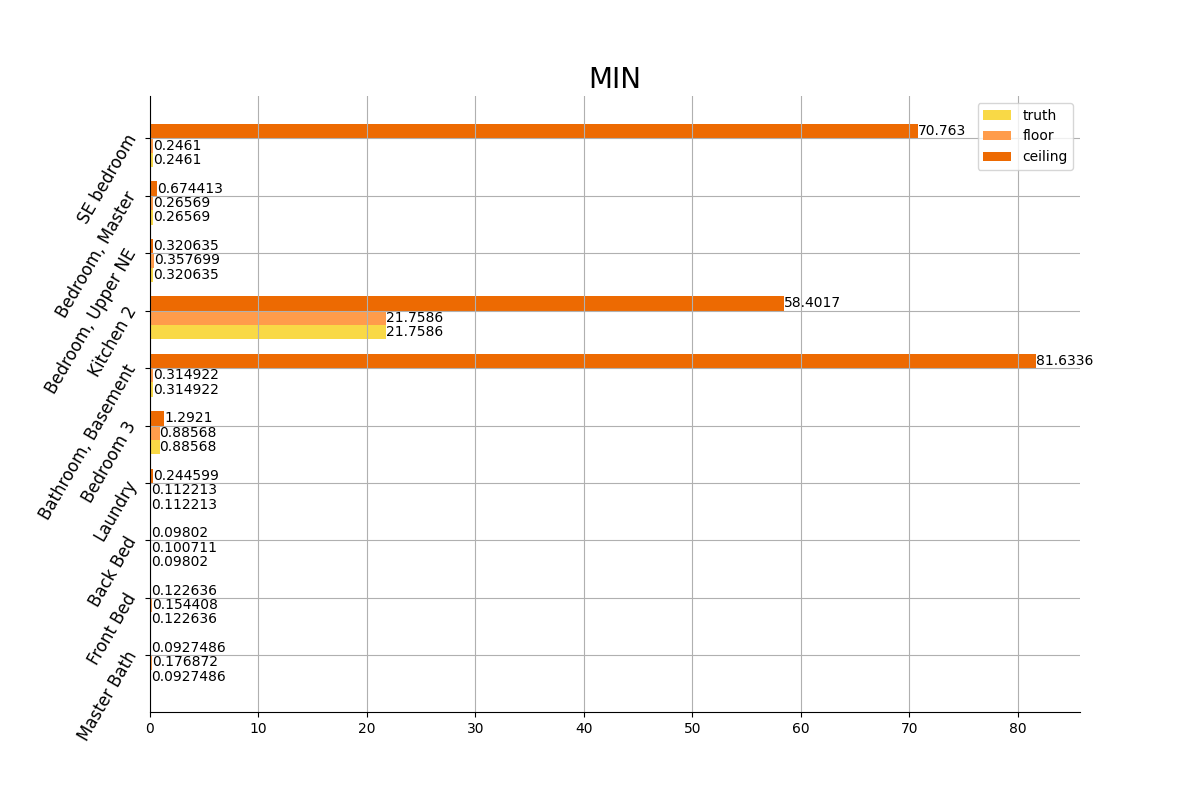 MIN
truth
floor
ceiling
SE bedroom
70.763
0.2461
0.2461
Bedroom, Master
0.674413
0.26569
0.26569
Bedroom, Upper NE
0.320635
0.357699
0.320635
Kitchen 2
58.4017
21.7586
21.7586
Bathroom, Basement
81.6336
0.314922
0.314922
Bedroom 3
1.2921
0.88568
0.88568
Laundry
0.244599
0.112213
0.112213
Back Bed
0.09802
0.100711
0.09802
Front Bed
0.122636
0.154408
0.122636
Master Bath
0.0927486
0.176872
0.0927486
0 10 20 30 40 50 60 70 80